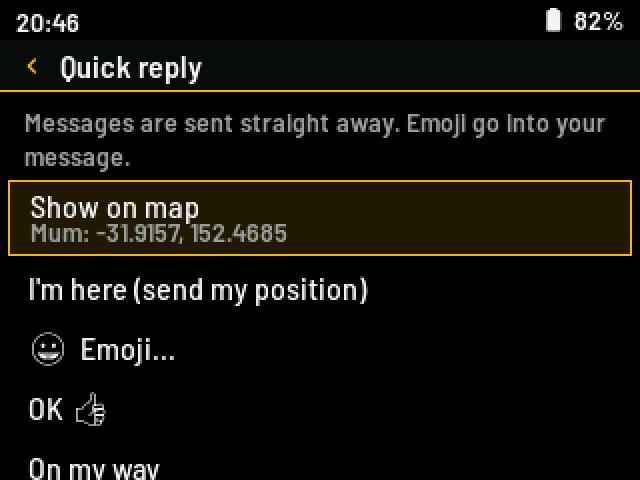 20:46
82%
Quick reply
Messages are sent straight away. Emoji go into your
message.
Show on map
Mum: -31.9157, 152.4685
I'm here (send my position)
Emoji...
OK 👍
On my way